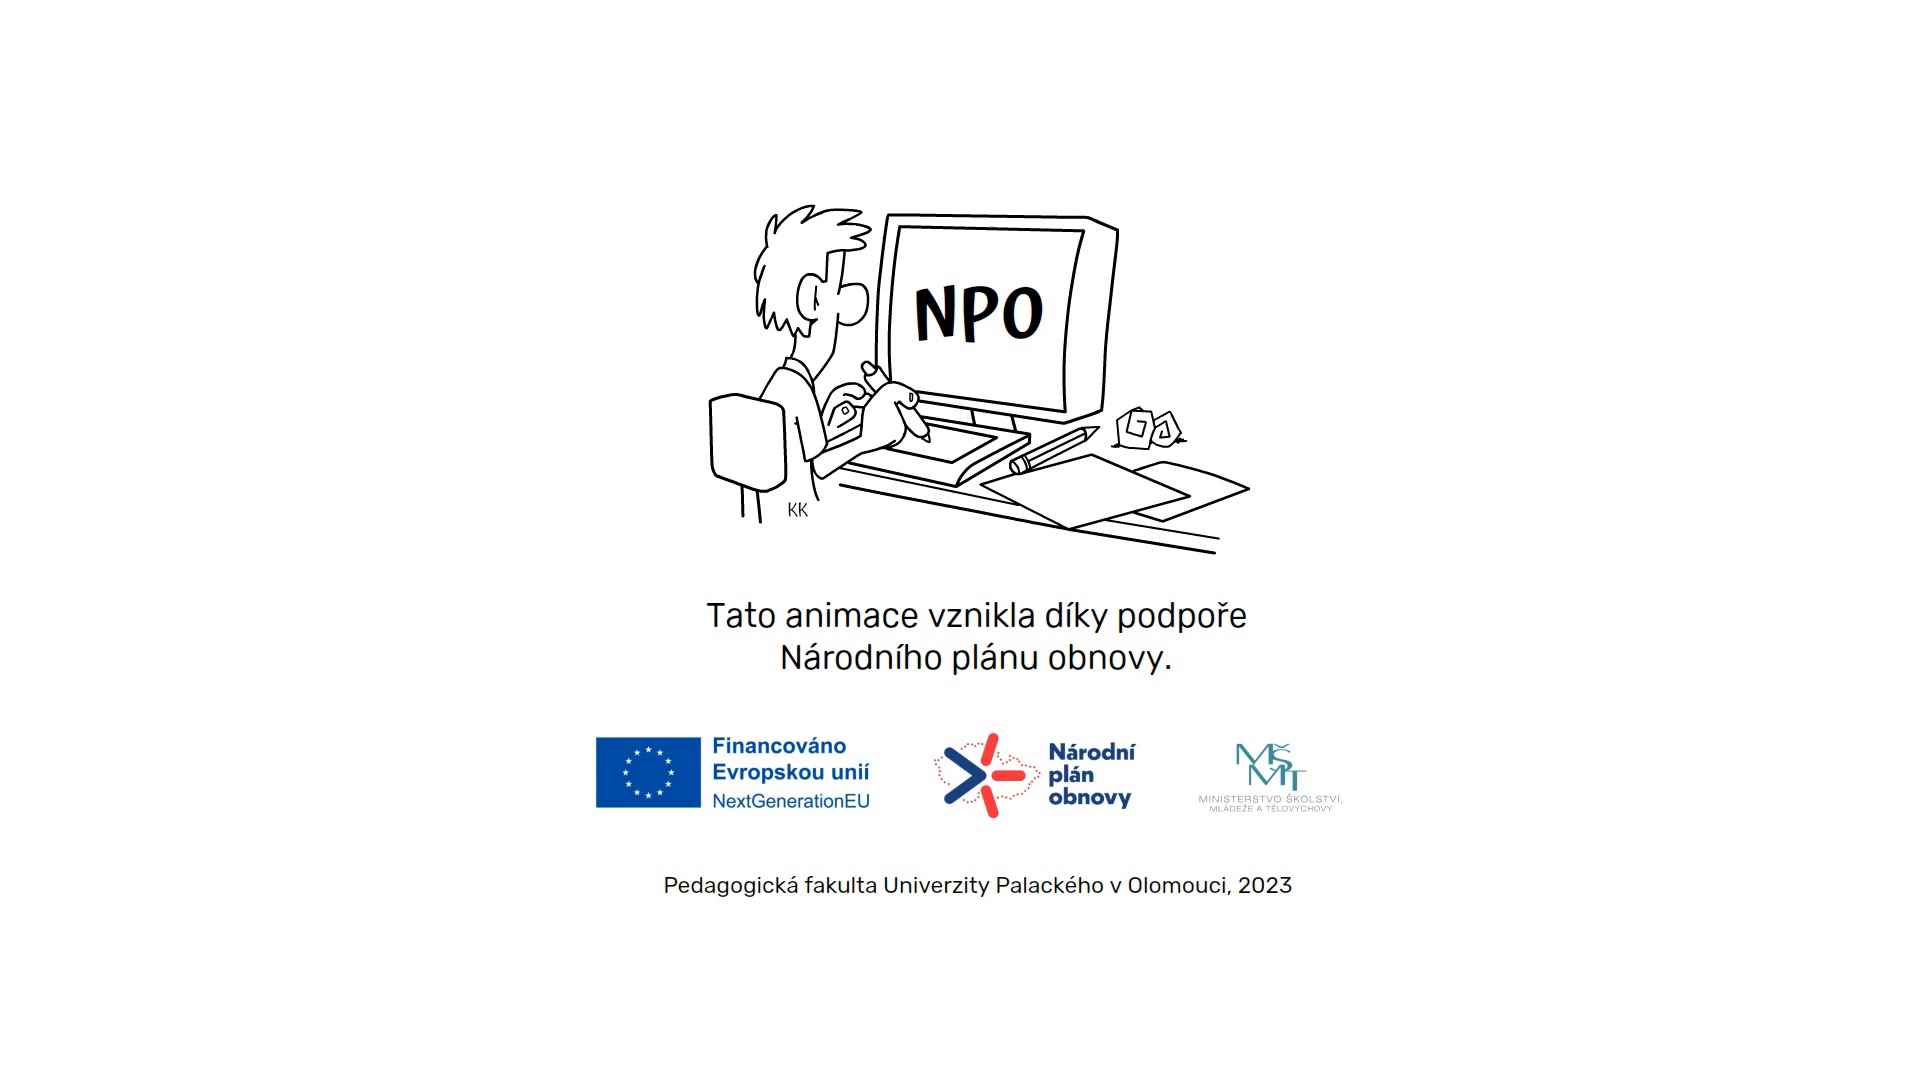 NPO
KK
Tato animace vznikla díky podpoře
Národního plánu obnovy.
Financováno
Evropskou unií
NextGenerationEU
Národní
plán
obnovy
MŠMT
MINISTERSTVO ŠKOLSTVÍ,
MLÁDEŽE A TĚLOVÝCHOVY
Pedagogická fakulta Univerzity Palackého v Olomouci, 2023